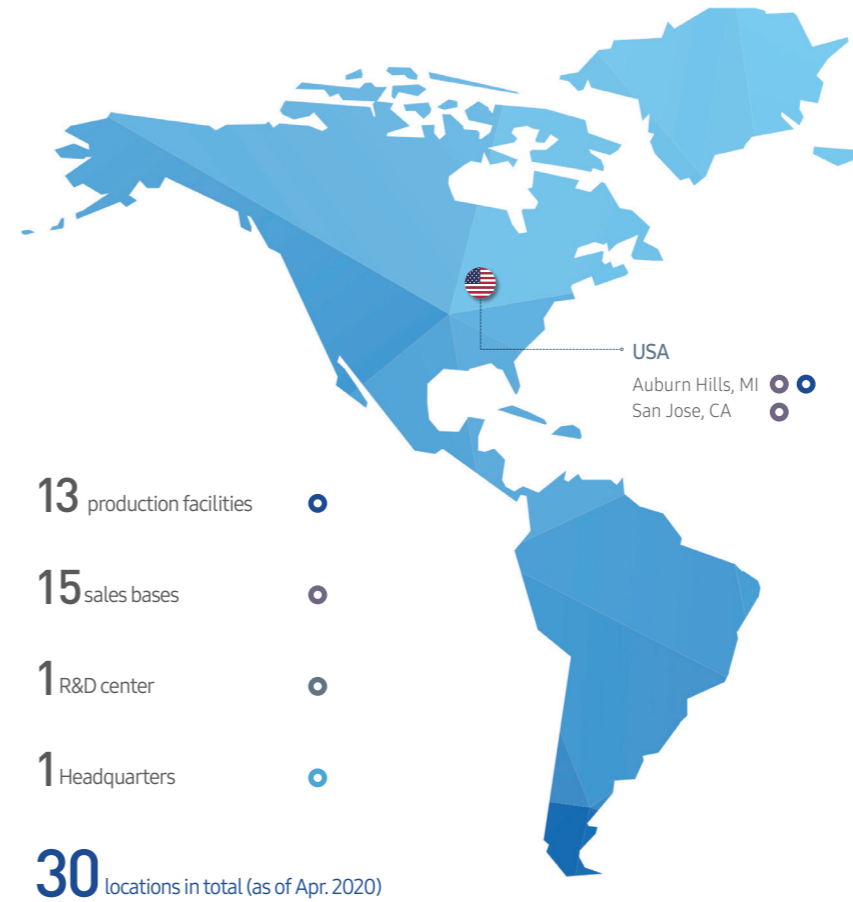 USA
Auburn Hills, MI
San Jose, CA
13 production facilities
15 sales bases
1 R&D center
1 Headquarters
30 locations in total (as of Apr. 2020)